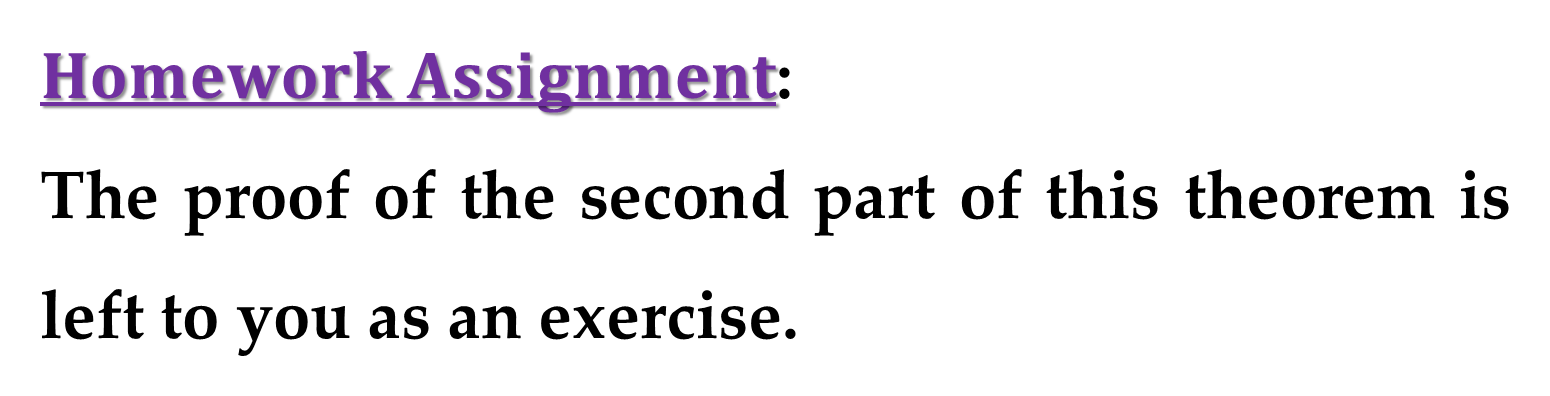 Homework Assignment:
The proof of the second part of this theorem is
left to you as an exercise.